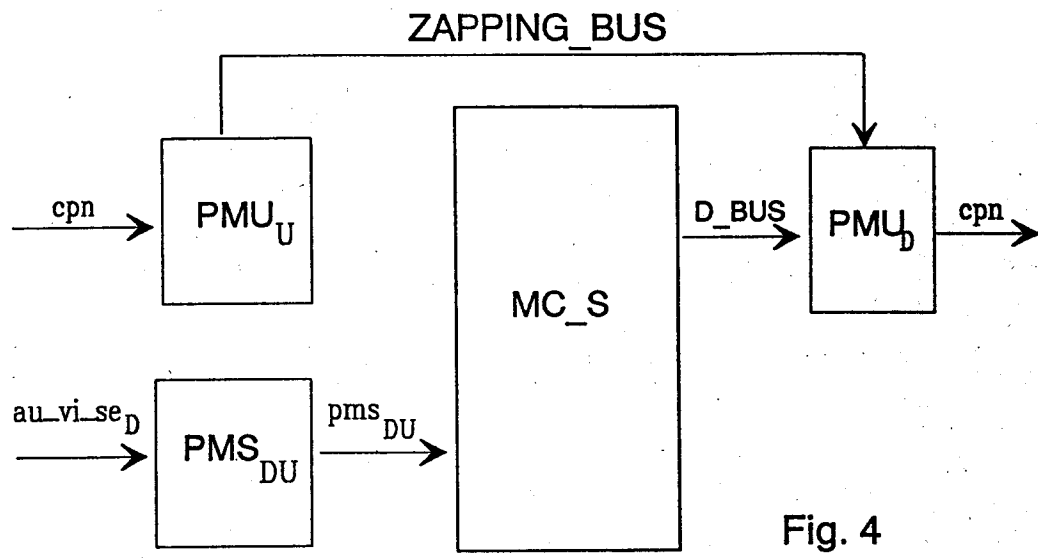 ZAPPING_BUS
cpn
PMU_U
D_BUS
PMU_D
cpn
MC_S
au_vi_se_D
PMS_DU
pms_DU
Fig. 4